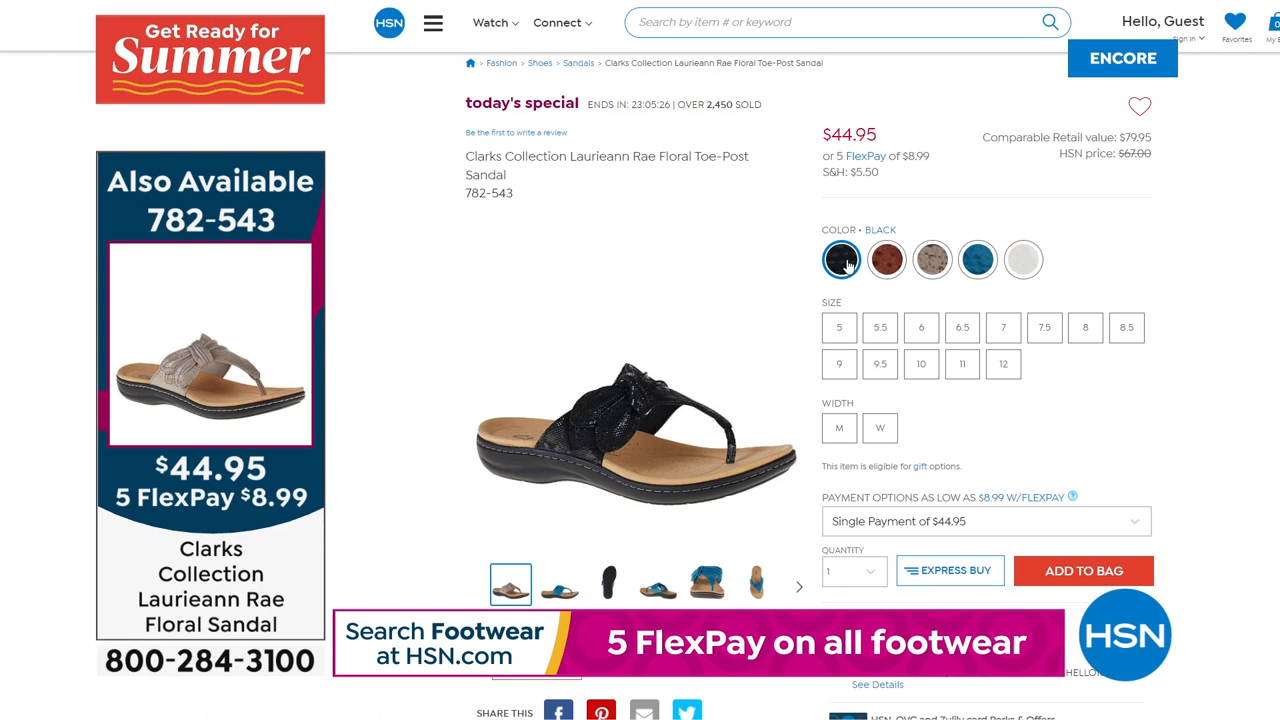 Get Ready for
Summer
Also Available
782-543
$44.95
5 FlexPay $8.99
Clarks
Collection
Laurieann Rae
Floral Sandal
800-284-3100
HSN
Watch
Connect
Search by item # or keyword
Hello, Guest
Sign In
Favorites
0
ENCORE
> Fashion > Shoes > Sandals > Clarks Collection Laurieann Rae Floral Toe-Post Sandal
today's special ENDS IN: 23:05:26 | OVER 2,450 SOLD
Be the first to write a review
Clarks Collection Laurieann Rae Floral Toe-Post
Sandal
782-543
$44.95
or 5 FlexPay of $8.99
S&H: $5.50
Comparable Retail value: $79.95
HSN price: $67.00
COLOR • BLACK
SIZE
5 5.5 6 6.5 7 7.5 8 8.5
9 9.5 10 11 12
WIDTH
M W
This item is eligible for gift options.
PAYMENT OPTIONS AS LOW AS $8.99 W/FLEXPAY ?
Single Payment of $44.95
QUANTITY
1
EXPRESS BUY
ADD TO BAG
Search Footwear
at HSN.com
5 FlexPay on all footwear
HSN
See Details
SHARE THIS
HSN, QVC and Zulily card Perks & Offers